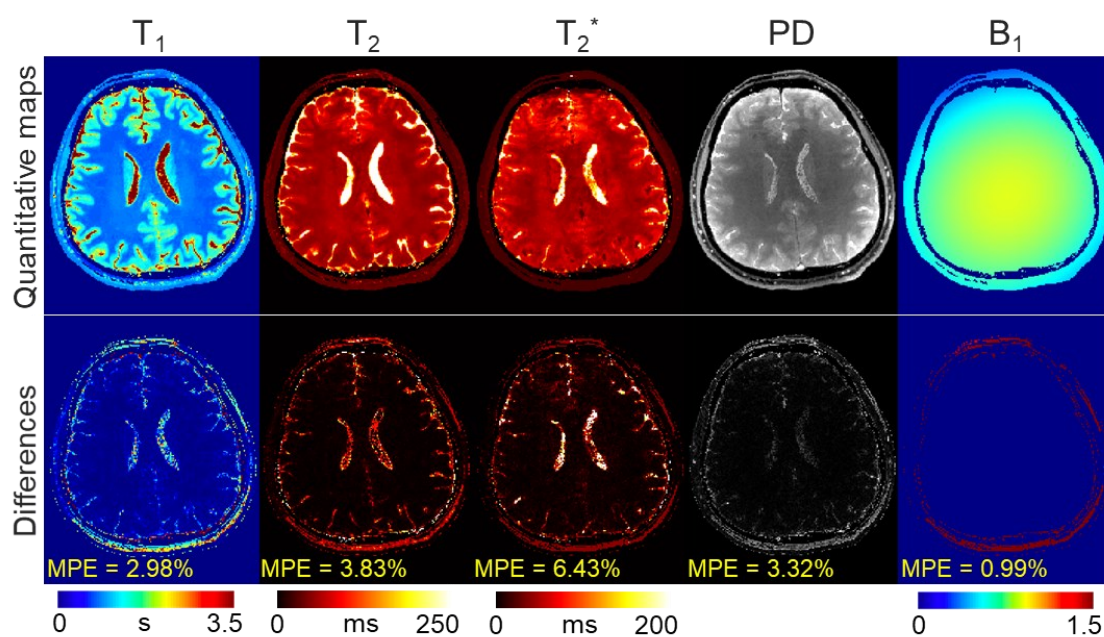 T₁ T₂ T₂* PD B₁
Quantitative maps
Differences
MPE = 2.98% MPE = 3.83% MPE = 6.43% MPE = 3.32% MPE = 0.99%
0 s 3.5 0 ms 250 0 ms 200 0 1.5